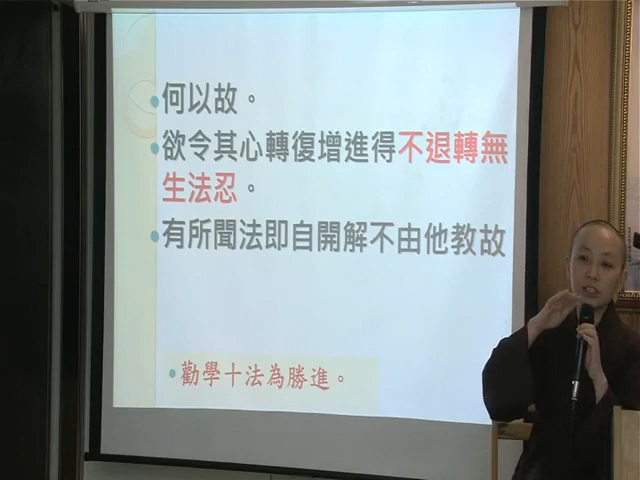 何以故。
欲令其心轉復增進得不退轉無
生法忍。
有所聞法即自開解不由他教故
勸學十法為勝進。